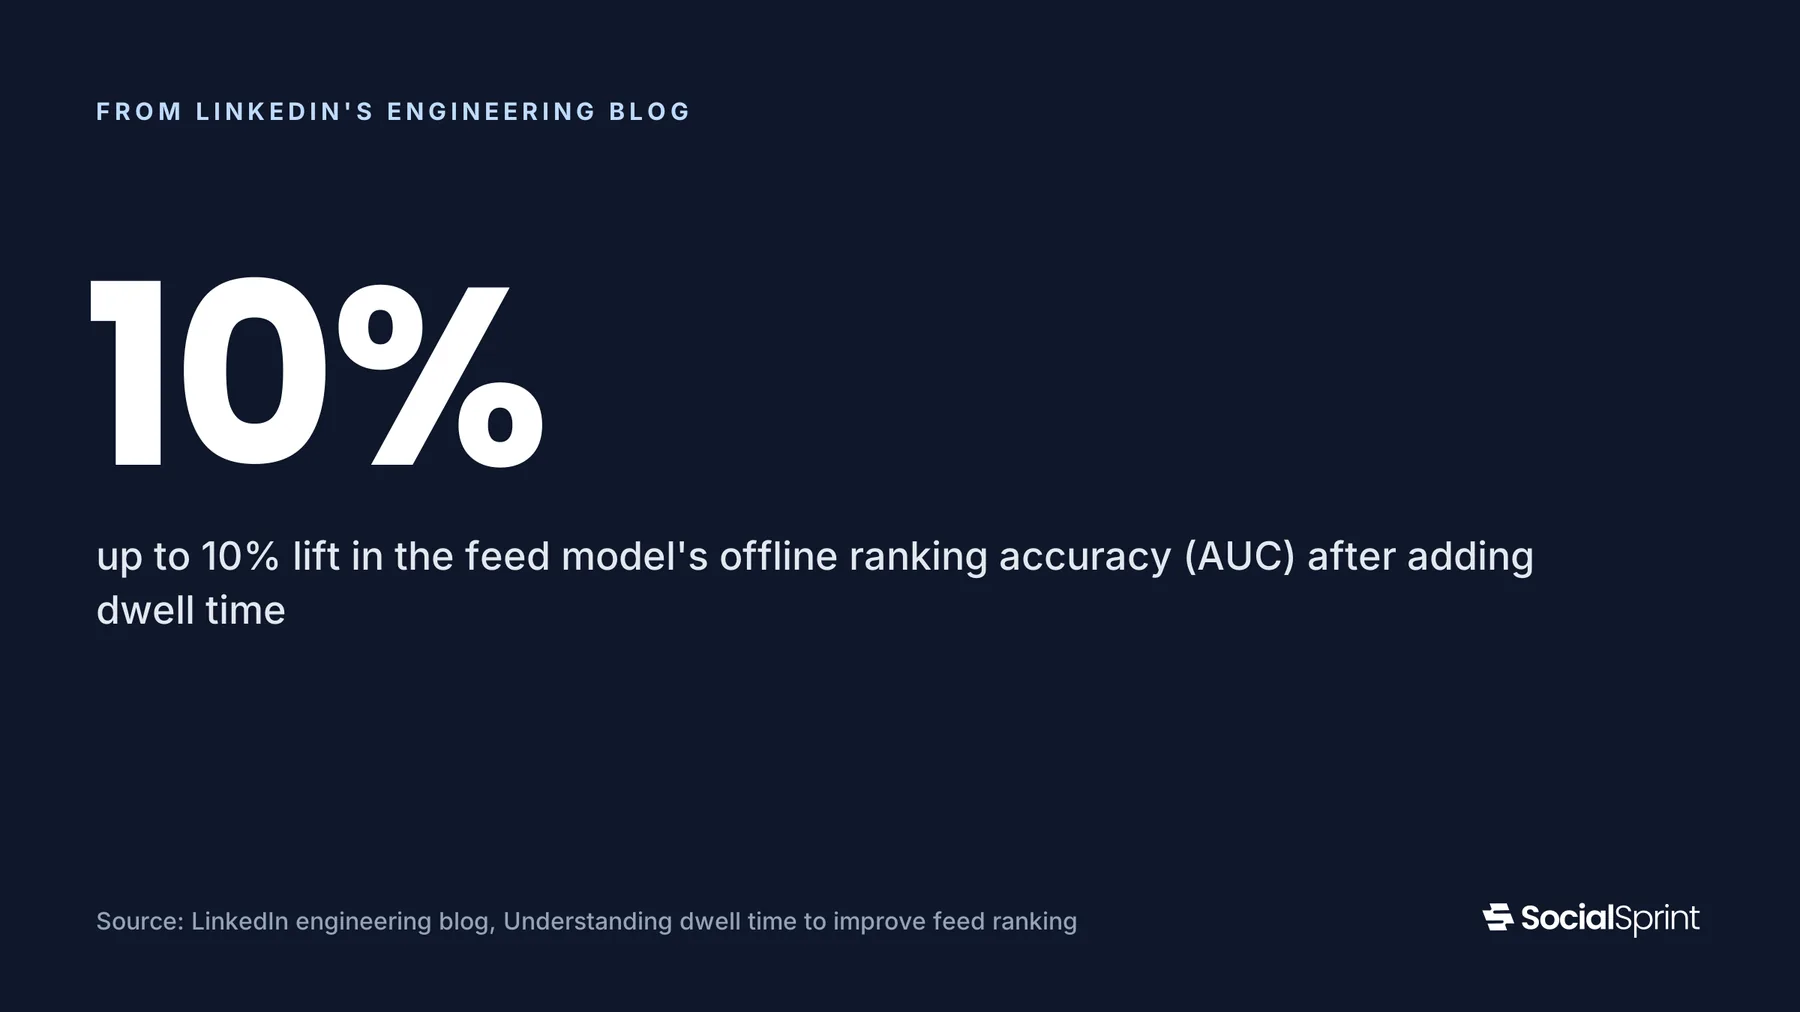 FROM LINKEDIN'S ENGINEERING BLOG
10%
up to 10% lift in the feed model's offline ranking accuracy (AUC) after adding
dwell time
Source: LinkedIn engineering blog, Understanding dwell time to improve feed ranking
SocialSprint